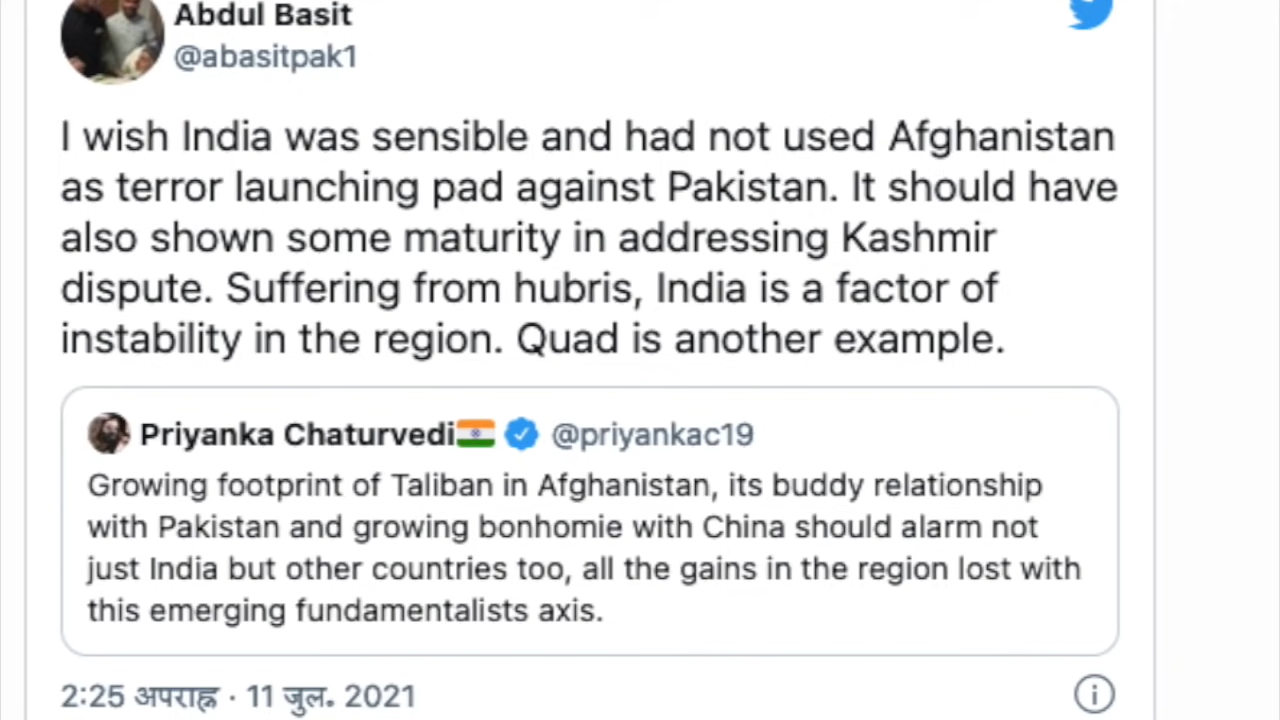 Abdul Basit
@abasitpak1
I wish India was sensible and had not used Afghanistan
as terror launching pad against Pakistan. It should have
also shown some maturity in addressing Kashmir
dispute. Suffering from hubris, India is a factor of
instability in the region. Quad is another example.
Priyanka Chaturvedi🇮🇳 @priyankac19
Growing footprint of Taliban in Afghanistan, its buddy relationship
with Pakistan and growing bonhomie with China should alarm not
just India but other countries too, all the gains in the region lost with
this emerging fundamentalists axis.
2:25 अपराह्न · 11 जुल॰ 2021